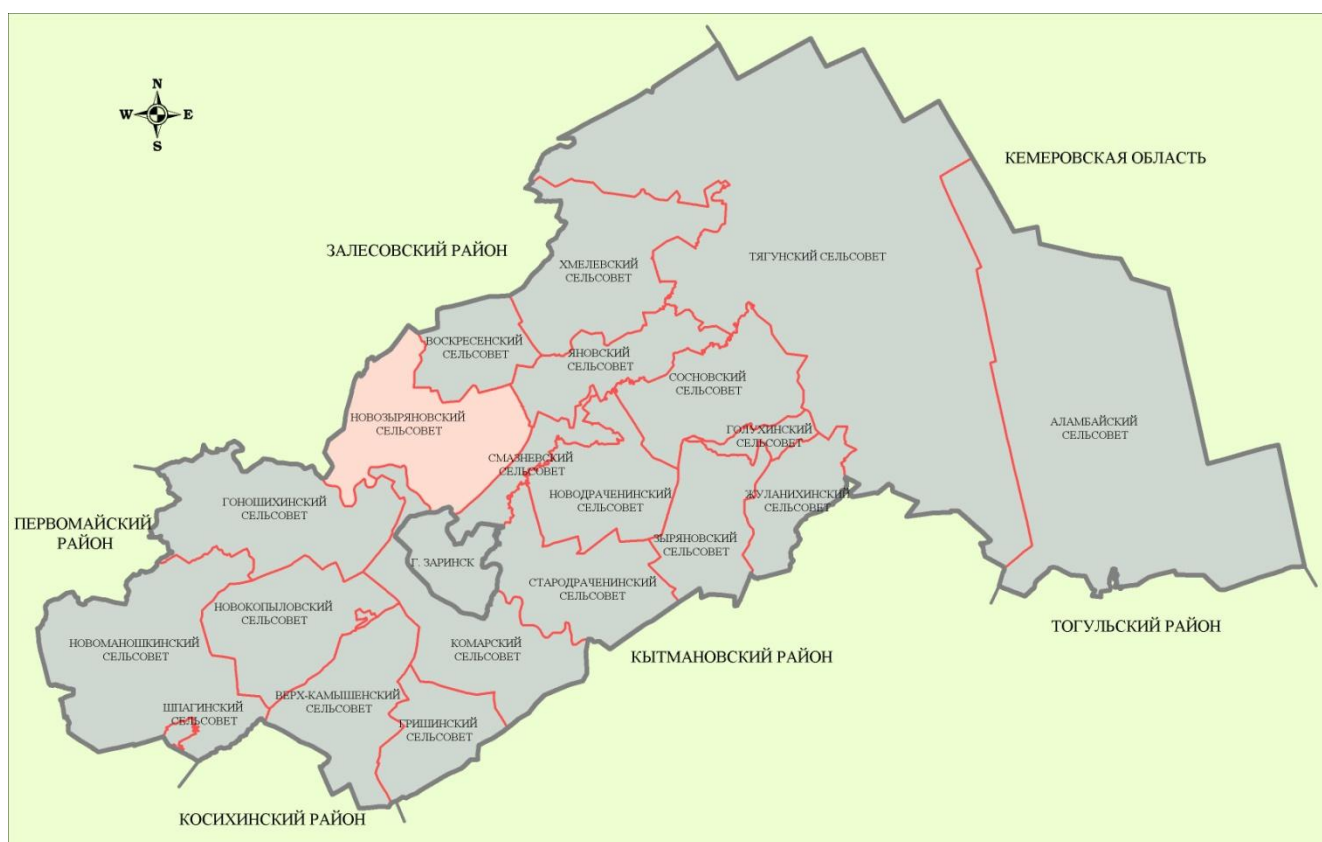 N
W E
S
КЕМЕРОВСКАЯ ОБЛАСТЬ
ЗАЛЕСОВСКИЙ РАЙОН
ТЯГУНСКИЙ СЕЛЬСОВЕТ
ХМЕЛЕВСКИЙ
СЕЛЬСОВЕТ
ВОСКРЕСЕНСКИЙ
СЕЛЬСОВЕТ
ЯНОВСКИЙ
СЕЛЬСОВЕТ
СОСНОВСКИЙ
СЕЛЬСОВЕТ
НОВОЗЫРЯНОВСКИЙ
СЕЛЬСОВЕТ
ГОЛУХИНСКИЙ
СЕЛЬСОВЕТ
АЛАМБАЙСКИЙ
СЕЛЬСОВЕТ
СМАЗНЕВСКИЙ
СЕЛЬСОВЕТ
НОВОДРАЧЕНИНСКИЙ
СЕЛЬСОВЕТ
ЖУЛАНИХИНСКИЙ
СЕЛЬСОВЕТ
ГОНОШИХИНСКИЙ
СЕЛЬСОВЕТ
ПЕРВОМАЙСКИЙ
РАЙОН
ЗЫРЯНОВСКИЙ
СЕЛЬСОВЕТ
Г. ЗАРИНСК
СТАРОДРАЧЕНИНСКИЙ
СЕЛЬСОВЕТ
НОВОКОПЫЛОВСКИЙ
СЕЛЬСОВЕТ
ТОГУЛЬСКИЙ РАЙОН
НОВОМАНОШКИНСКИЙ
СЕЛЬСОВЕТ
КОМАРСКИЙ
СЕЛЬСОВЕТ
КЫТМАНОВСКИЙ РАЙОН
ВЕРХ-КАМЫШЕНСКИЙ
СЕЛЬСОВЕТ
ШПАГИНСКИЙ
СЕЛЬСОВЕТ
ГРИШИНСКИЙ
СЕЛЬСОВЕТ
КОСИХИНСКИЙ РАЙОН